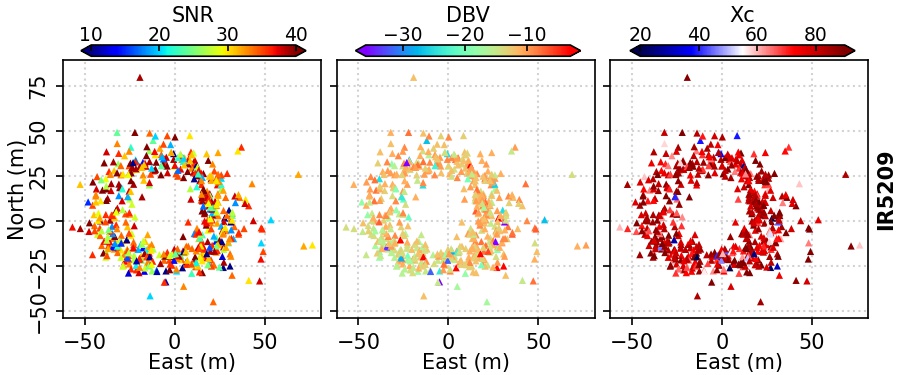 SNR DBV Xc
10 20 30 40 −30 −20 −10 20 40 60 80
75
50
25
0
−25
−50
North (m)
IR5209
−50 0 50 −50 0 50 −50 0 50
East (m) East (m) East (m)